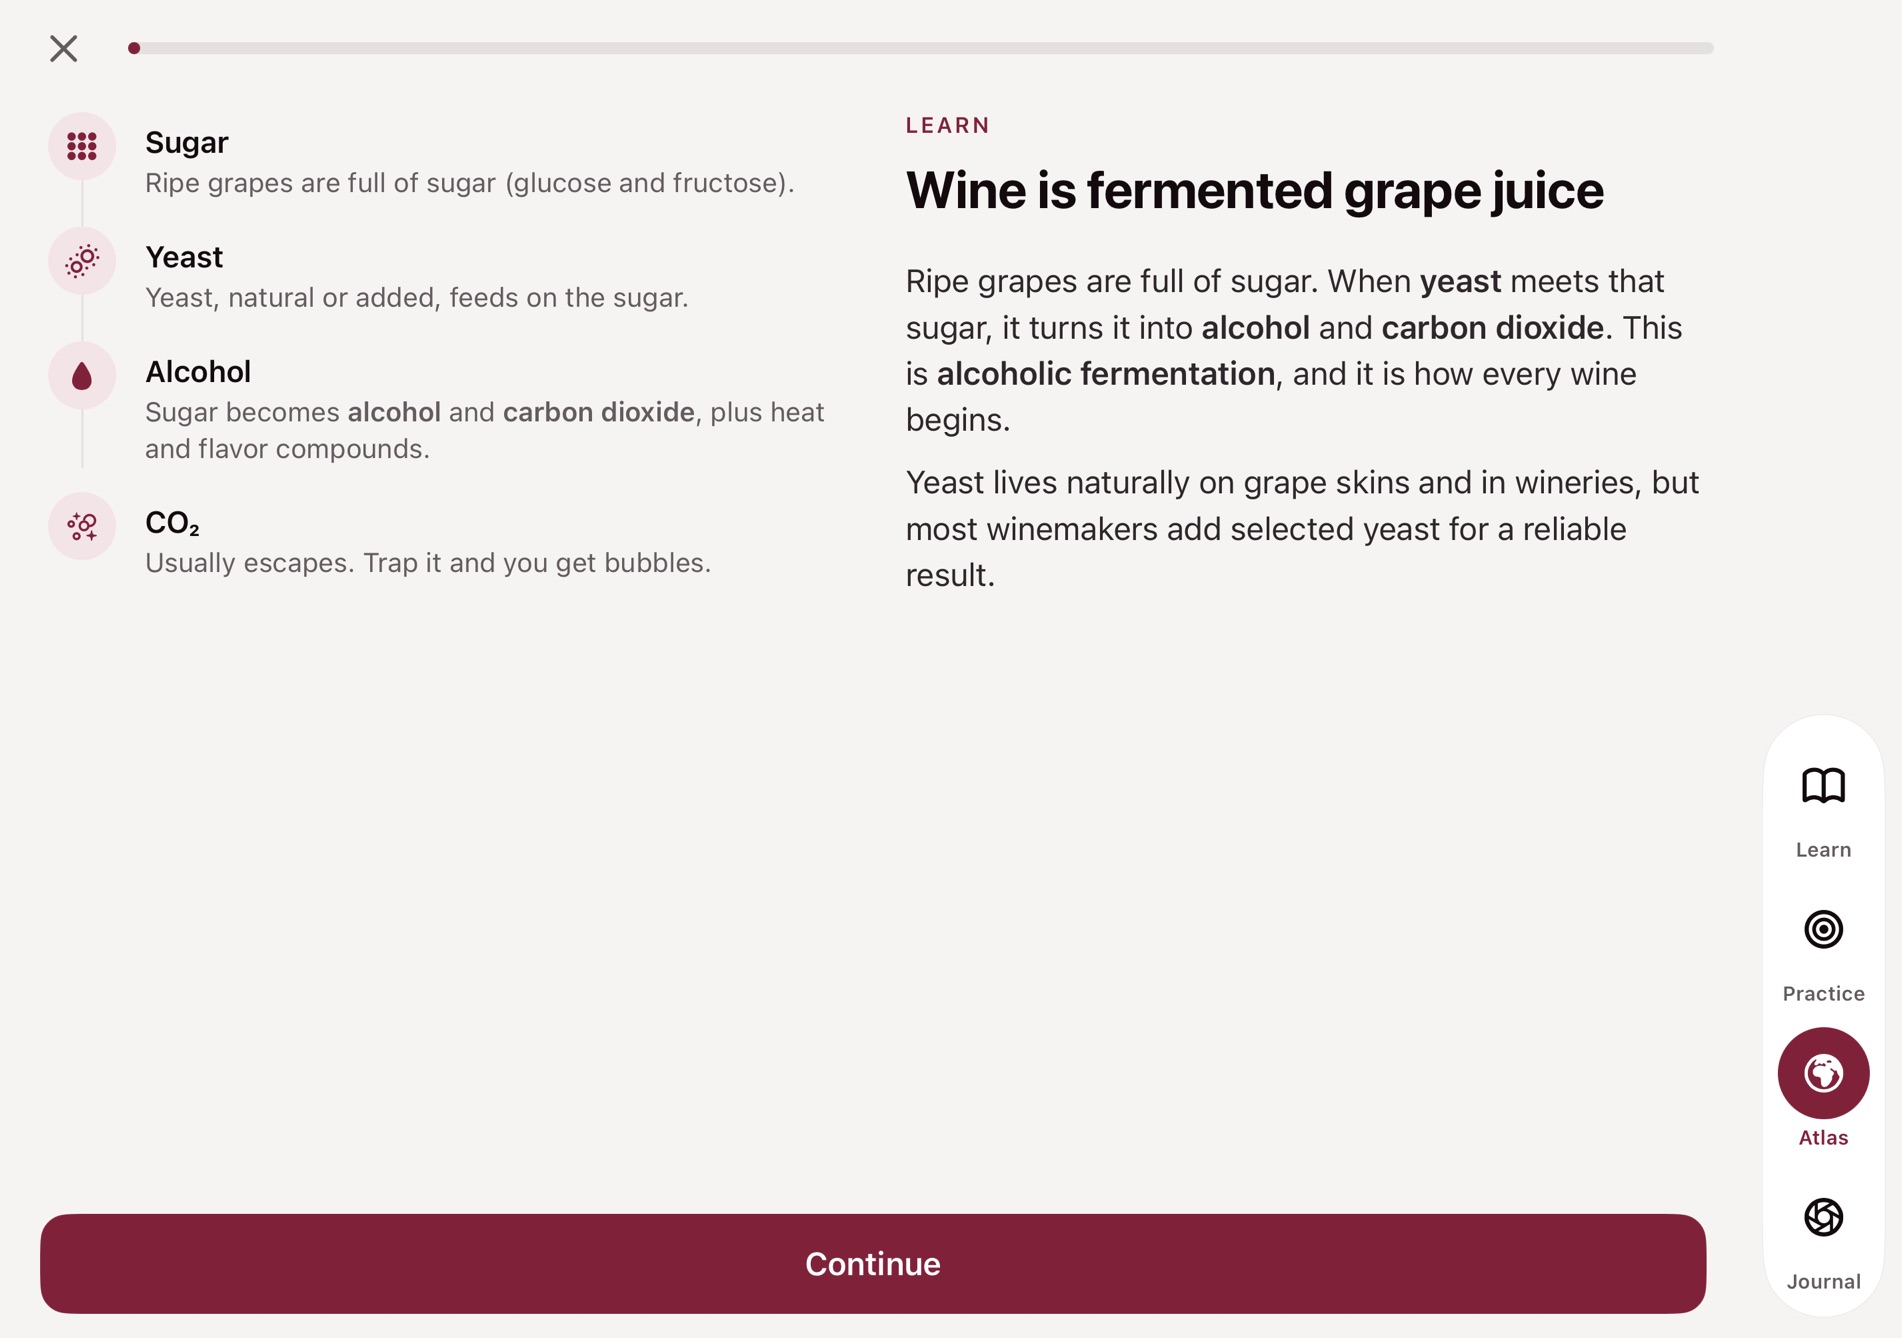 Sugar
Ripe grapes are full of sugar (glucose and fructose).
Yeast
Yeast, natural or added, feeds on the sugar.
Alcohol
Sugar becomes alcohol and carbon dioxide, plus heat
and flavor compounds.
CO₂
Usually escapes. Trap it and you get bubbles.
LEARN
Wine is fermented grape juice
Ripe grapes are full of sugar. When yeast meets that
sugar, it turns it into alcohol and carbon dioxide. This
is alcoholic fermentation, and it is how every wine
begins.
Yeast lives naturally on grape skins and in wineries, but
most winemakers add selected yeast for a reliable
result.
Learn
Practice
Atlas
Journal
Continue